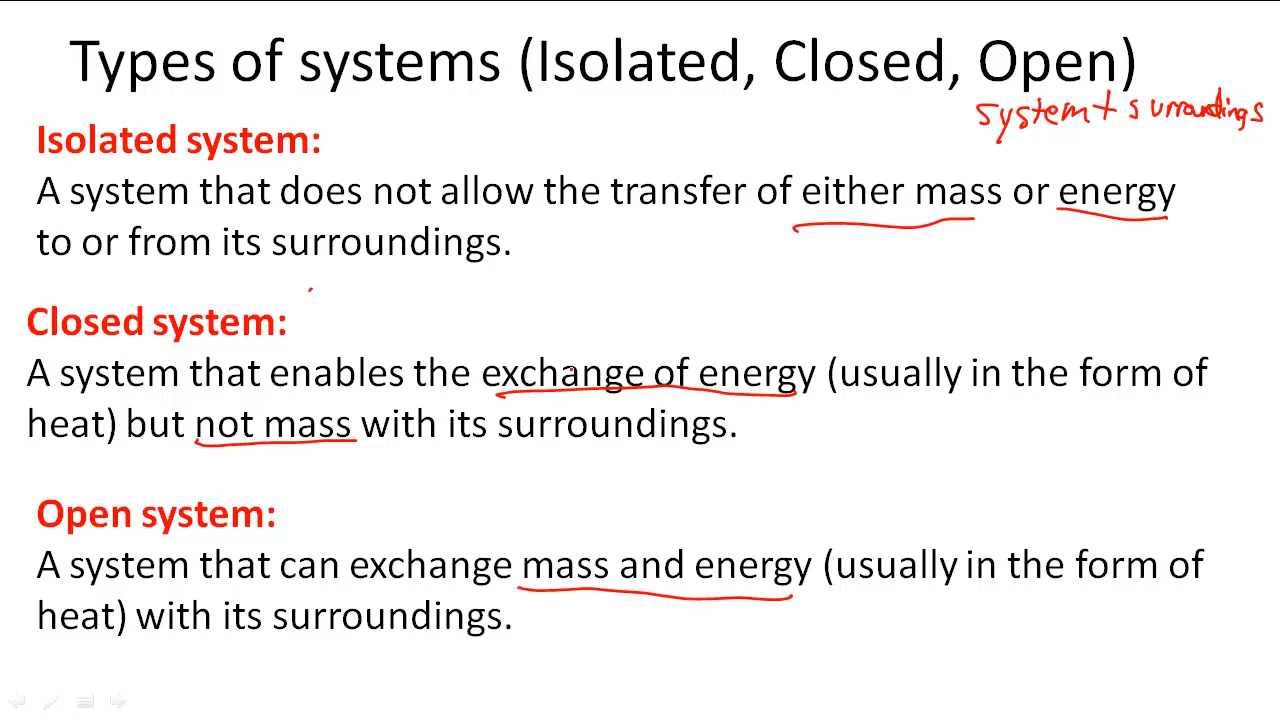 Types of systems (Isolated, Closed, Open)
system + surroundings
Isolated system:
A system that does not allow the transfer of either mass or energy
to or from its surroundings.
Closed system:
A system that enables the exchange of energy (usually in the form of
heat) but not mass with its surroundings.
Open system:
A system that can exchange mass and energy (usually in the form of
heat) with its surroundings.